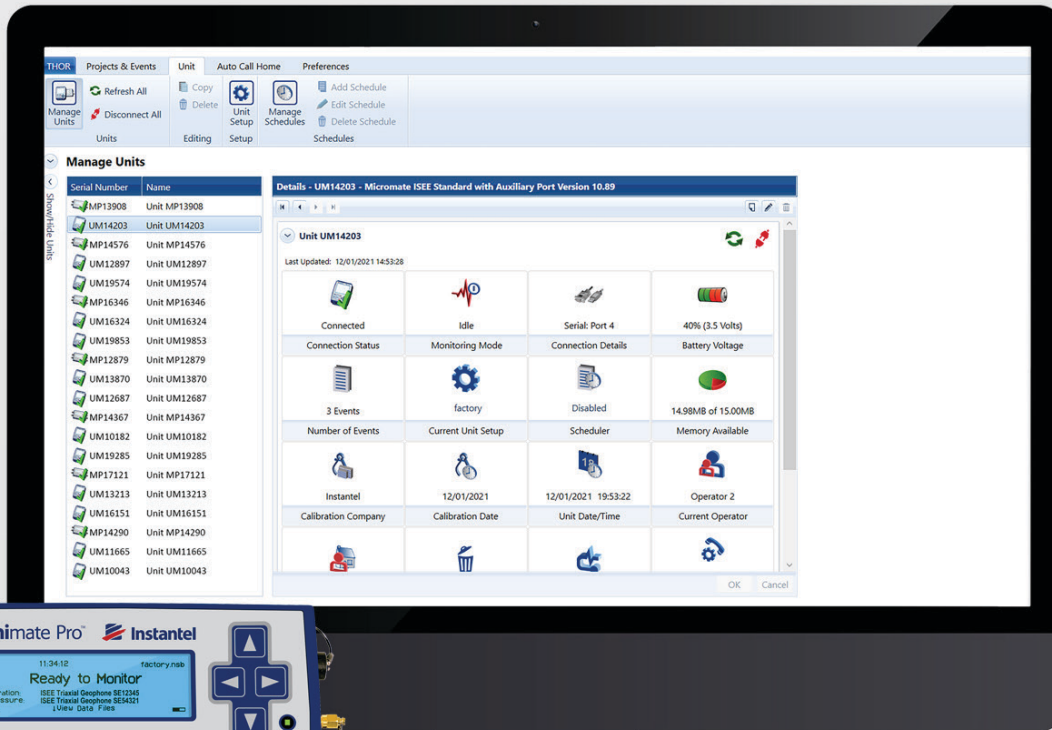 THOR Projects & Events Unit Auto Call Home Preferences
Manage Units
Refresh All
Disconnect All
Units
Copy
Delete
Editing
Unit Setup
Setup
Manage Schedules
Add Schedule
Edit Schedule
Delete Schedule
Schedules
Manage Units
Show/Hide Units
Serial Number Name
MP13908 Unit MP13908
UM14203 Unit UM14203
MP14576 Unit MP14576
UM12897 Unit UM12897
UM19574 Unit UM19574
MP16346 Unit MP16346
UM16324 Unit UM16324
UM19853 Unit UM19853
MP12879 Unit MP12879
UM13870 Unit UM13870
UM12687 Unit UM12687
MP14367 Unit MP14367
UM10182 Unit UM10182
UM19285 Unit UM19285
MP17121 Unit MP17121
UM13213 Unit UM13213
UM16151 Unit UM16151
MP14290 Unit MP14290
UM11665 Unit UM11665
UM10043 Unit UM10043
Details - UM14203 - Micromate ISEE Standard with Auxiliary Port Version 10.89
Unit UM14203
Last Updated: 12/01/2021 14:53:28
Connected Idle Serial: Port 4 40% (3.5 Volts)
Connection Status Monitoring Mode Connection Details Battery Voltage
3 Events factory Disabled 14.98MB of 15.00MB
Number of Events Current Unit Setup Scheduler Memory Available
Instantel 12/01/2021 12/01/2021 19:53:22 Operator 2
Calibration Company Calibration Date Unit Date/Time Current Operator
OK Cancel
nimate Pro™ Instantel
11:34:12 factory.nsb
Ready to Monitor
ration: ISEE Triaxial Geophone SE12345
essure: ISEE Triaxial Geophone SE54321
↓View Data Files